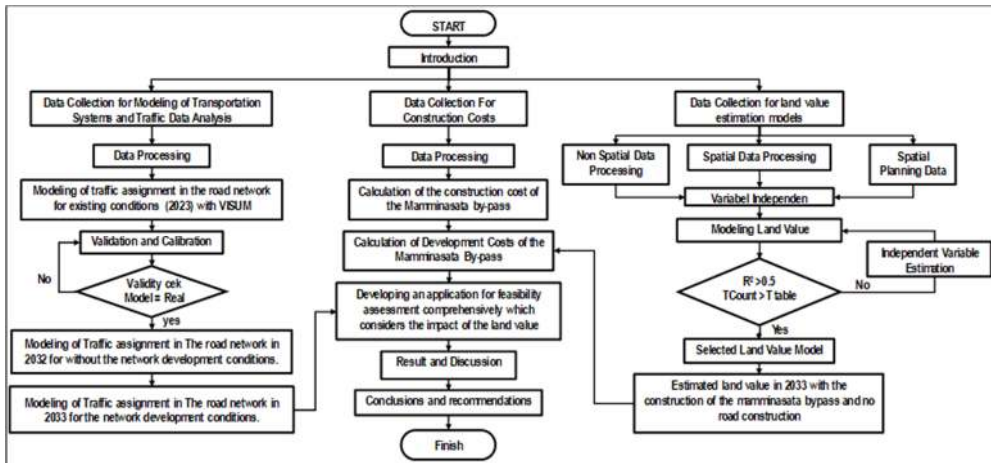 START
Introduction
Data Collection for Modeling of Transportation
Systems and Traffic Data Analysis
Data Processing
Modeling of traffic assignment in the road network
for existing conditions (2023) with VISUM
Validation and Calibration
No
Validity cek
Model = Real
yes
Modeling of Traffic assignment in The road network in
2032 for without the network development conditions.
Modeling of Traffic assignment in The road network in
2033 for the network development conditions.
Data Collection For
Construction Costs
Data Processing
Calculation of the construction cost of
the Mamminasata by-pass
Calculation of Development Costs of the
Mamminasata By-pass
Developing an application for feasibility
assessment comprehensively which
considers the impact of the land value
Result and Discussion
Conclusions and recommendations
Finish
Data Collection for land value
estimation models
Non Spatial Data
Processing
Spatial Data Processing
Spatial
Planning Data
Variabel Independen
Modeling Land Value
Independent Variable
Estimation
R² >0.5
TCount > T table
No
Yes
Selected Land Value Model
Estimated land value in 2033 with the
construction of the mamminasata bypass and no
road construction